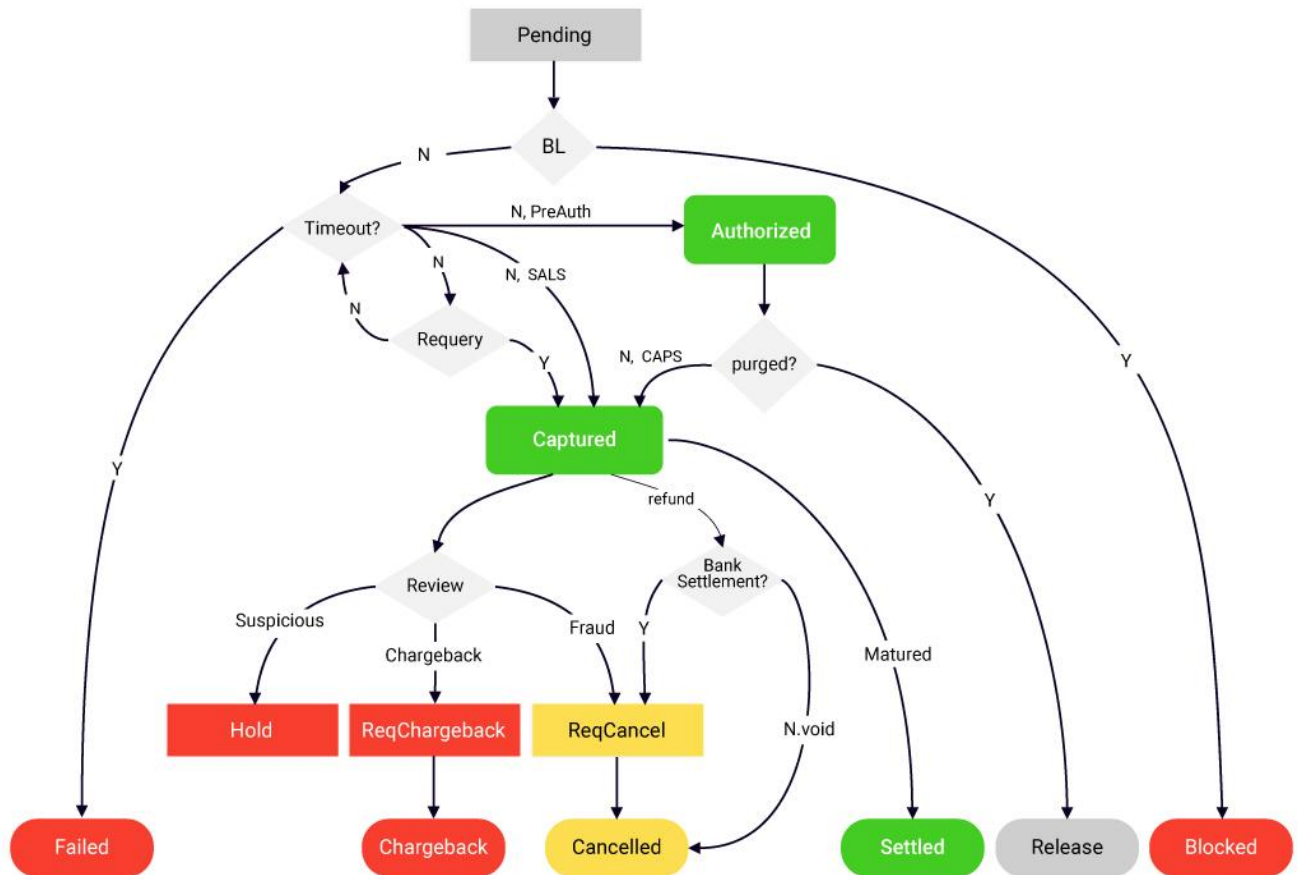 Pending
BL
N
Timeout?
N, PreAuth
Authorized
N
N, SALS
N
Requery
Y
N, CAPS
purged?
Y
Captured
Y
refund
Y
Bank
Settlement?
Review
Suspicious
Fraud
Y
Chargeback
Matured
Hold
ReqChargeback
ReqCancel
N.void
Failed
Chargeback
Cancelled
Settled
Release
Blocked